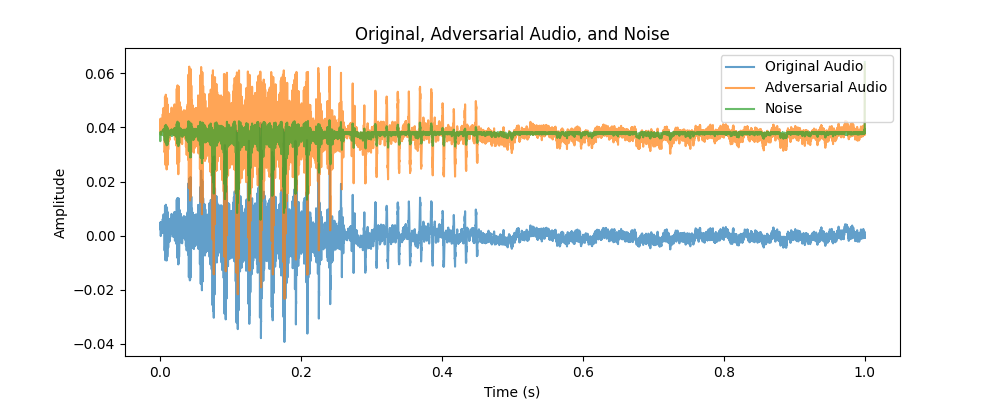 Original, Adversarial Audio, and Noise
Original Audio
Adversarial Audio
Noise
Amplitude
0.06
0.04
0.02
0.00
−0.02
−0.04
0.0 0.2 0.4 0.6 0.8 1.0
Time (s)